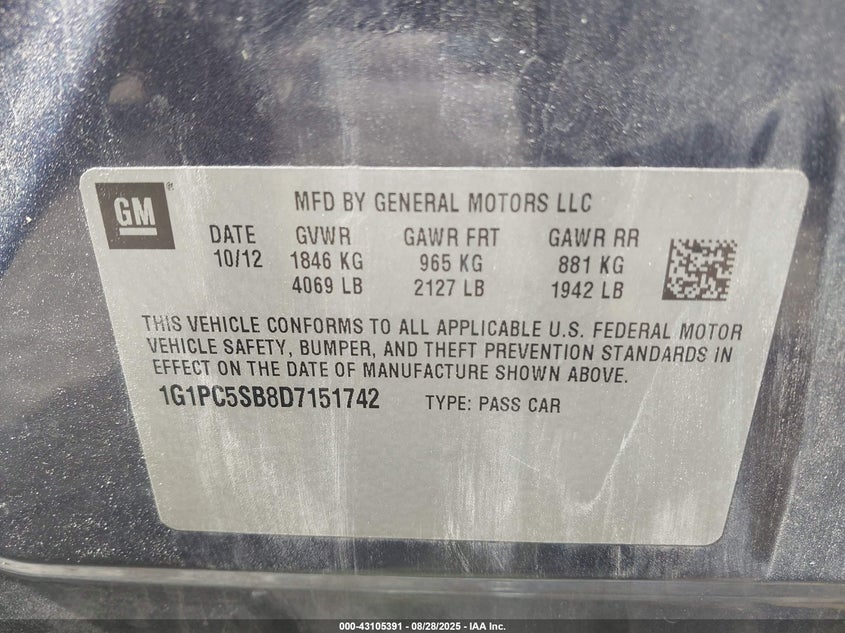 GM
MFD BY GENERAL MOTORS LLC
DATE GVWR GAWR FRT GAWR RR
10/12 1846 KG 965 KG 881 KG
4069 LB 2127 LB 1942 LB
THIS VEHICLE CONFORMS TO ALL APPLICABLE U.S. FEDERAL MOTOR
VEHICLE SAFETY, BUMPER, AND THEFT PREVENTION STANDARDS IN
EFFECT ON THE DATE OF MANUFACTURE SHOWN ABOVE.
1G1PC5SB8D7151742 TYPE: PASS CAR
000-43105391 | 08/28/2025 - IAA Inc.